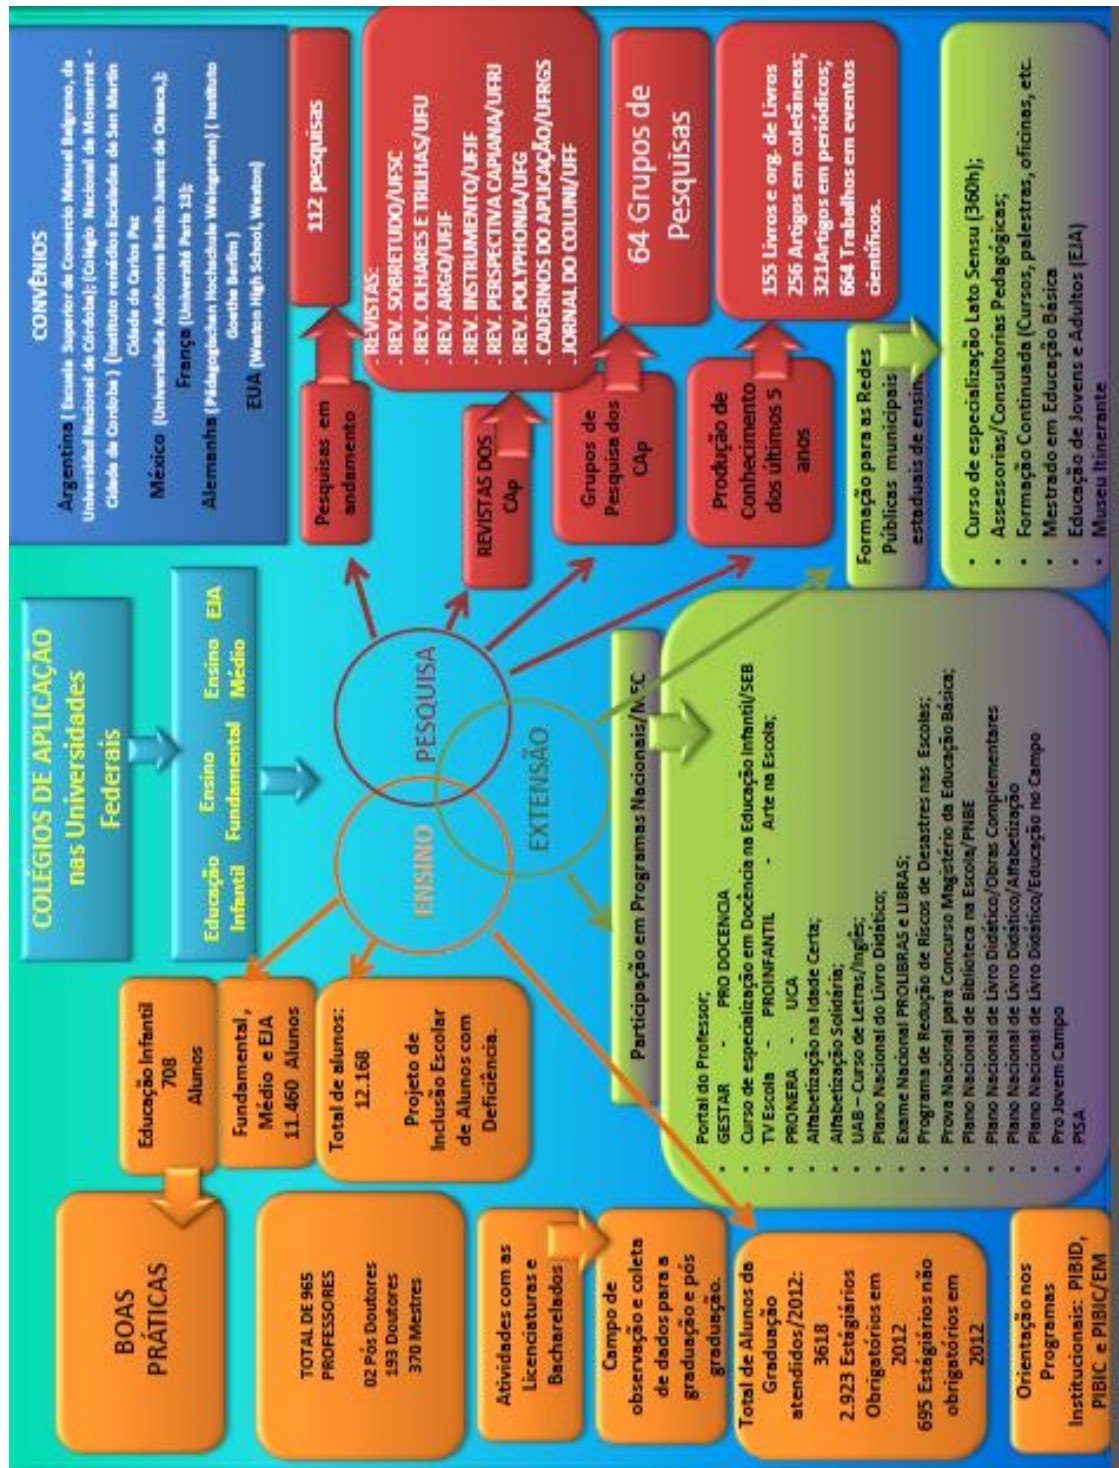 COLÉGIOS DE APLICAÇÃO
nas Universidades
Federais
Educação Infantil
Ensino Fundamental
Ensino Médio
EJA
CONVÊNIOS
Argentina ( Escuela Superior de Comercio Manuel Belgrano, da
Universidad Nacional de Córdoba); (Colégio Nacional de Monserrat -
Cidade de Cordoba ) (Instituto remédios Escaladas de San Martin
Cidade de Carlos Paz
México (Universidade Autônoma Benito Juarez de Oaxaca,);
França (Université Paris 13);
Alemanha (Pädagogischen Hochschule Weingarten) ( Instituto
Goethe Berlim )
EUA (Weston High School, Weston)
BOAS
PRÁTICAS
Educação Infantil
708
Alunos
Fundamental,
Médio e EJA
11.460 Alunos
Total de alunos:
12.168
Projeto de
Inclusão Escolar
de Alunos com
Deficiência.
TOTAL DE 965
PROFESSORES
02 Pós Doutores
193 Doutores
370 Mestres
Atividades com as
Licenciaturas e
Bacharelados
Campo de
observação e coleta
de dados para a
graduação e pós
graduação.
Total de Alunos da
Graduação
atendidos/2012:
3618
2.923 Estágiários
Obrigatórios em
2012
695 Estágiários não
obrigatórios em
2012
Orientação nos
Programas
Institucionais: PIBID,
PIBIC e PIBIC/EM
ENSINO
PESQUISA
EXTENSÃO
Pesquisas em
andamento
112 pesquisas
REVISTAS DOS
CAp
REVISTAS:
- REV. SOBRETUDO/UFSC
- REV. OLHARES E TRILHAS/UFU
- REV. ARGO/UFJF
- REV. INSTRUMENTO/UFJF
- REV. PERSPECTIVA CAPIANA/UFRJ
- REV. POLYPHONIA/UFG
- CADERNOS DO APLICAÇÃO/UFRGS
- JORNAL DO COLUNI/UFF
Grupos de
Pesquisa dos
CAp
64 Grupos de
Pesquisas
Produção de
Conhecimento
dos últimos 5
anos
155 Livros e org. de Livros
256 Artigos em coletâneas;
321Artigos em periódicos;
664 Trabalhos em eventos
científicos.
Participação em Programas Nacionais/MEC
Portal do Professor;
• GESTAR - PRO DOCENCIA
• Curso de especialização em Docência na Educação Infantil/SEB
• TV Escola - PROINFANTIL - Arte na Escola;
• PRONERA - UCA
• Alfabetização na Idade Certa;
• Alfabetização Solidária;
• UAB – Curso de Letras/Inglês;
• Plano Nacional do Livro Didático;
• Exame Nacional PROLIBRAS e LIBRAS;
• Programa de Redução de Riscos de Desastres nas Escolas;
• Prova Nacional para Concurso Magistério da Educação Básica;
• Plano Nacional de Biblioteca na Escola/PNBE
• Plano Nacional de Livro Didático/Obras Complementares
• Plano Nacional de Livro Didático/Alfabetização
• Plano Nacional de Livro Didático/Educação no Campo
• Pro Jovem Campo
• PISA
Formação para as Redes
Públicas municipais
estaduais de ensino
• Curso de especialização Lato Sensu (360h);
• Assessorias/Consultorias Pedagógicas;
• Formação Continuada (Cursos, palestras, oficinas, etc.
• Mestrado em Educação Básica
• Educação de Jovens e Adultos (EJA)
• Museu Itinerante